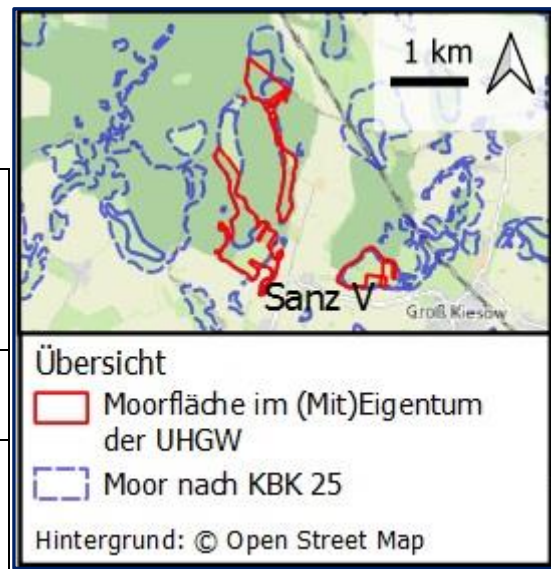 1 km
Sanz V
Groß Kiesow
Übersicht
Moorfläche im (Mit)Eigentum
der UHGW
Moor nach KBK 25
Hintergrund: © Open Street Map